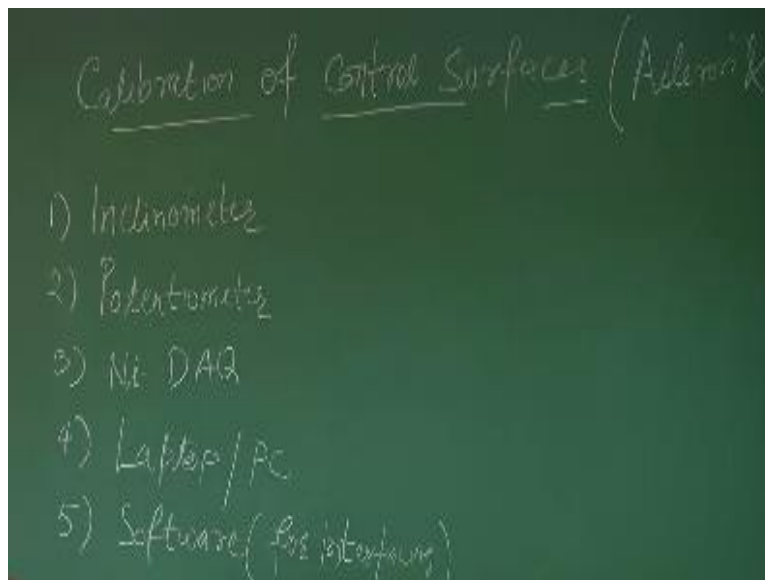 Calibration of Control Surfaces (Aileron
1) Inclinometer
2) Potentiometer
3) NI DAQ
4) Laptop/PC
5) Software (for interfacing)